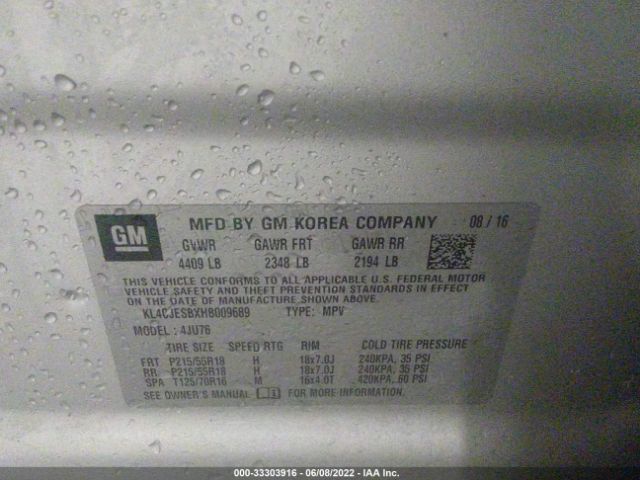 GM
MFD BY GM KOREA COMPANY 08 / 16
GVWR GAWR FRT GAWR RR
4409 LB 2348 LB 2194 LB
THIS VEHICLE CONFORMS TO ALL APPLICABLE U.S. FEDERAL MOTOR
VEHICLE SAFETY AND THEFT PREVENTION STANDARDS IN EFFECT ON
THE DATE OF MANUFACTURE SHOWN ABOVE.
KL4CJESBXHB009689 TYPE: MPV
MODEL: 4JU76
TIRE SIZE SPEED RTG RIM COLD TIRE PRESSURE
FRT P215/55R18 H 18x7.0J 240KPA, 35 PSI
RR P215/55R18 H 18x7.0J 240KPA, 35 PSI
SPA T125/70R16 M 16x4.0T 420KPA, 60 PSI
SEE OWNER'S MANUAL FOR MORE INFORMATION.
000-33303916 - 06/08/2022 - IAA Inc.